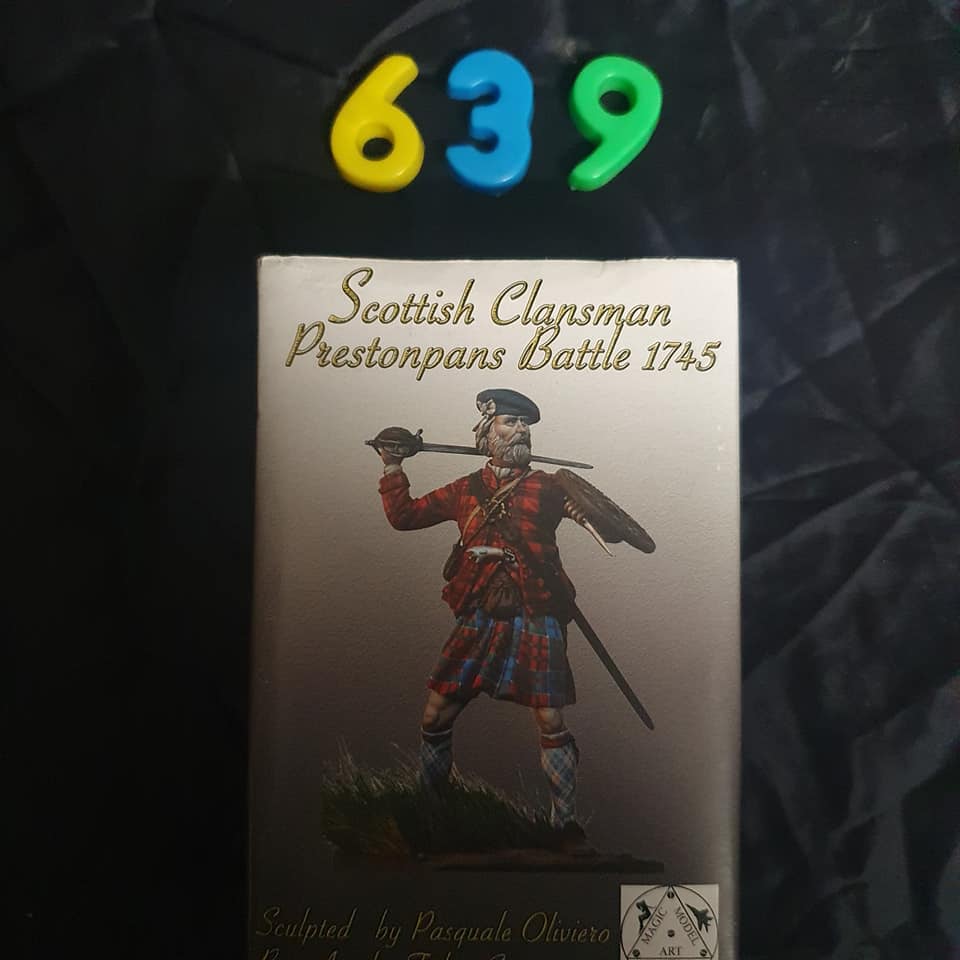 639
Scottish Clansman
Prestonpans Battle 1745
Sculpted by Pasquale Oliviero
MAGIC MODEL
ART